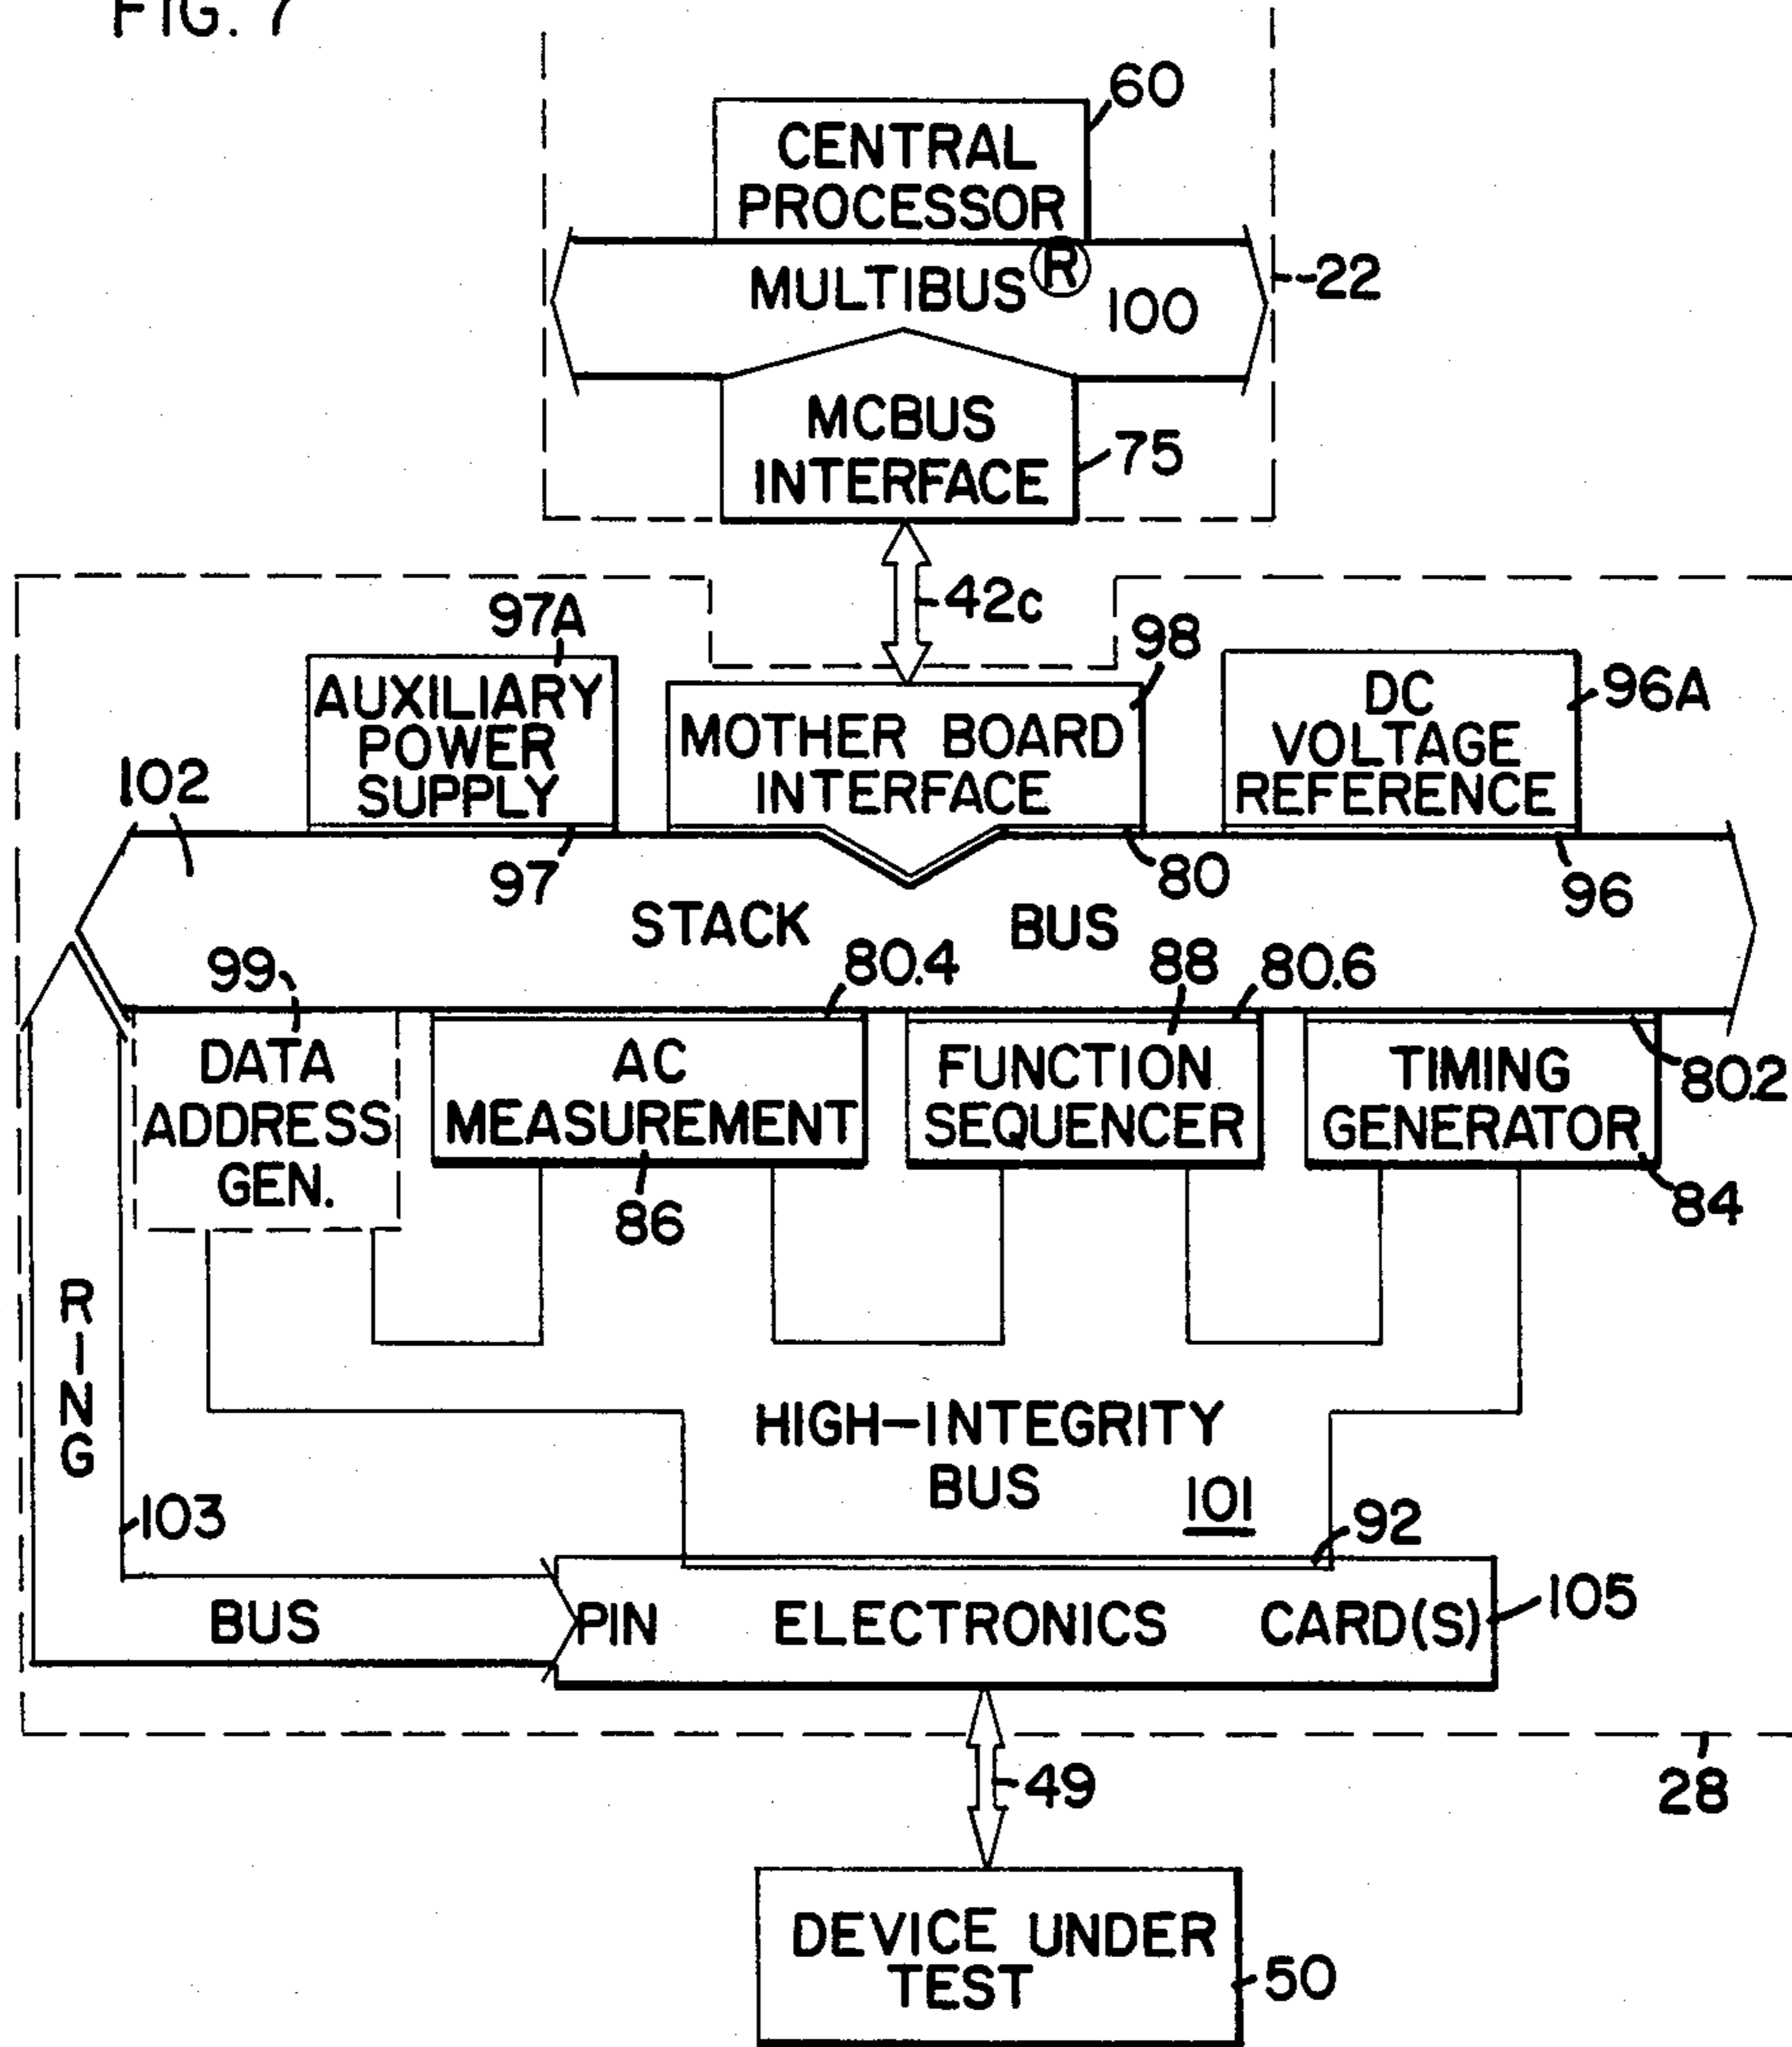 FIG. 7
60
CENTRAL
PROCESSOR
MULTIBUS ®
100
22
MCBUS
INTERFACE
75
42c
97A
98
AUXILIARY
POWER
SUPPLY
MOTHER BOARD
INTERFACE
DC
VOLTAGE
REFERENCE
96A
102
97
80
96
STACK BUS
99
80.4
88
80.6
DATA
ADDRESS
GEN.
AC
MEASUREMENT
FUNCTION
SEQUENCER
TIMING
GENERATOR
80.2
86
84
RING
HIGH-INTEGRITY
BUS
101
103
92
BUS
PIN ELECTRONICS CARD(S)
105
49
28
DEVICE UNDER
TEST
50